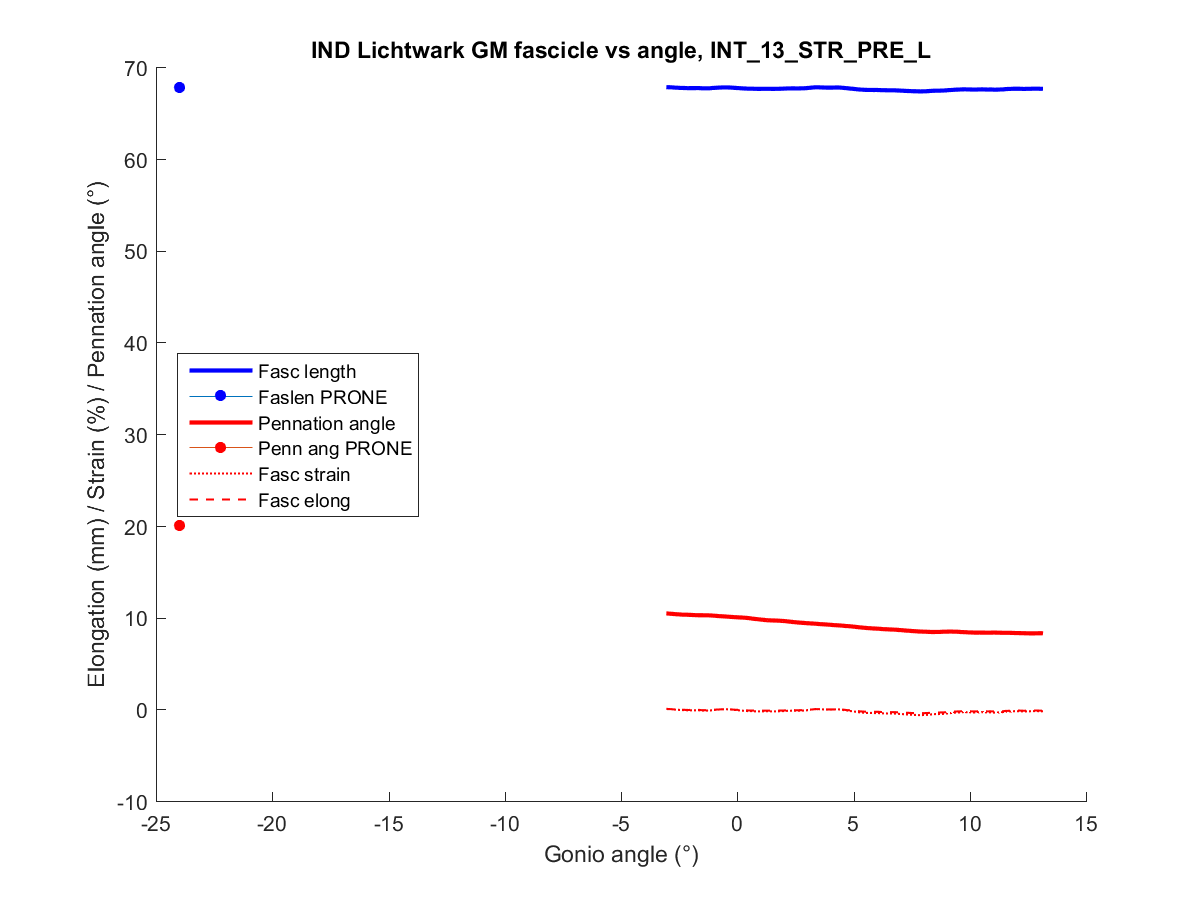 IND Lichtwark GM fascicle vs angle, INT_13_STR_PRE_L
Elongation (mm) / Strain (%) / Pennation angle (°)
70
60
50
40
30
20
10
0
-10
Fasc length
Faslen PRONE
Pennation angle
Penn ang PRONE
Fasc strain
Fasc elong
-25 -20 -15 -10 -5 0 5 10 15
Gonio angle (°)